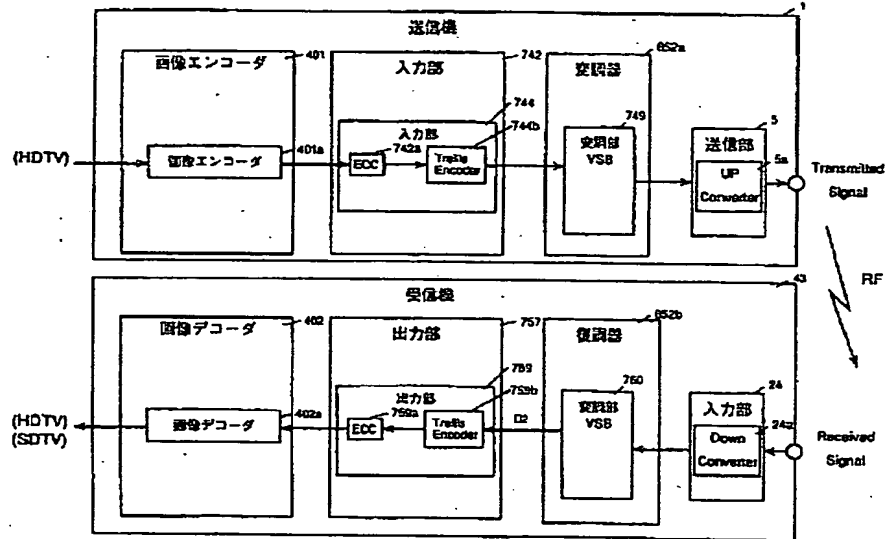 1
送信機
画像エンコーダ
401
入力部
742
変調器
852a
744
入力部
744b
742a
749
送信部
5
5a
(HDTV)
画像エンコーダ
401a
ECC
Trellis
Encoder
変調部
VSB
UP
Converter
Transmitted
Signal
RF
43
受信機
画像デコーダ
402
出力部
757
復調器
852b
759
出力部
759b
759a
760
入力部
24
24a
(HDTV)
(SDTV)
画像デコーダ
402a
ECC
Trellis
Encoder
D2
変調部
VSB
Down
Converter
Received
Signal